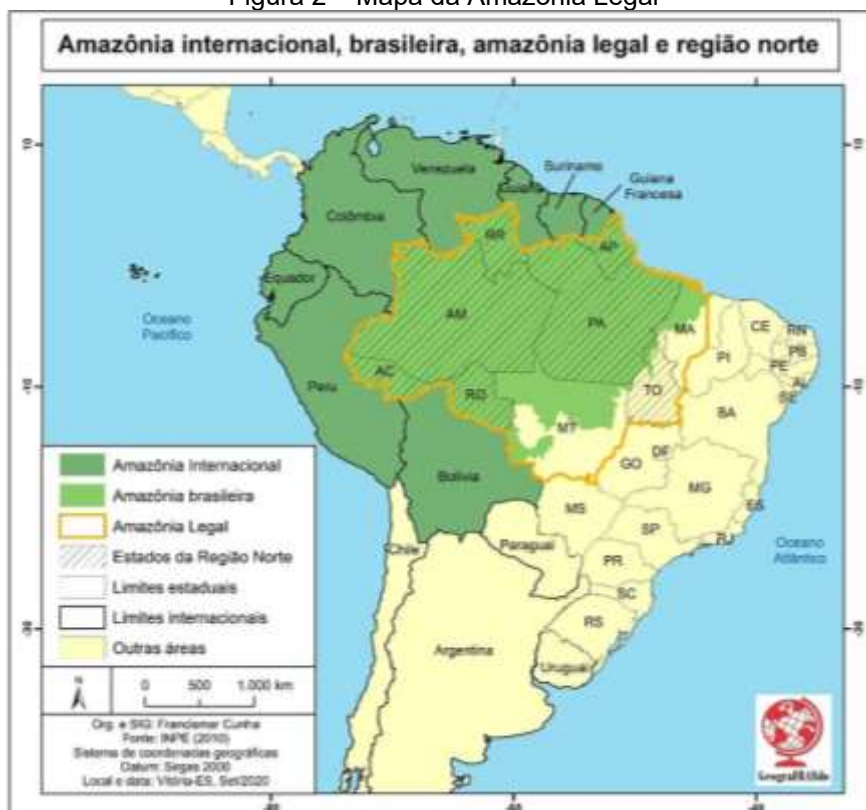 Figura 2 – Mapa da Amazônia Legal
Amazônia internacional, brasileira, amazônia legal e região norte
Venezuela
Suriname
Guiana
Guiana
Francesa
Colômbia
RR
AP
Equador
Oceano
Pacífico
AM
PA
MA
CE
RN
PB
PE
AL
SE
PI
AC
RO
TO
BA
Peru
MT
DF
GO
Bolívia
MG
ES
MS
SP
RJ
Oceano
Atlântico
Chile
Paraguai
PR
SC
RS
Argentina
Uruguai
Amazônia Internacional
Amazônia brasileira
Amazônia Legal
Estados da Região Norte
Limites estaduais
Limites internacionais
Outras áreas
N
0 500 1.000 km
Org. e SIG: Francismar Cunha
Fonte: INPE (2010)
Sistema de coordenadas geográficas
Datum: Sirgas 2000
Local e data: Vitória-ES, Set/2020